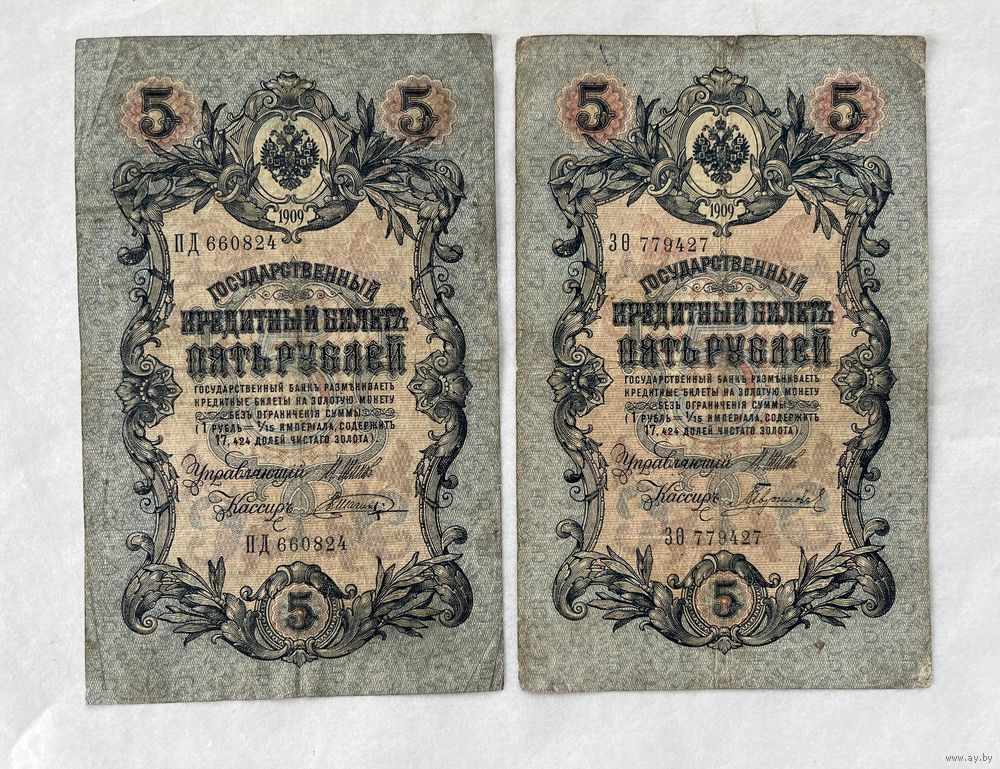 5 5
1909
ПД 660824
ГОСУДАРСТВЕННЫЙ
КРЕДИТНЫЙ БИЛЕТЪ
ПЯТЬ РУБЛЕЙ
ГОСУДАРСТВЕННЫЙ БАНКЪ РАЗМѢНИВАЕТЪ
КРЕДИТНЫЕ БИЛЕТЫ НА ЗОЛОТУЮ МОНЕТУ
БЕЗЪ ОГРАНИЧЕНІЯ СУММЫ
(1 РУБЛЬ = 1/15 ИМПЕРІАЛА, СОДЕРЖИТЪ
17,424 ДОЛЕЙ ЧИСТАГО ЗОЛОТА).
Управляющій
Кассиръ
ПД 660824
5
5 5
1909
ЗѲ 779427
ГОСУДАРСТВЕННЫЙ
КРЕДИТНЫЙ БИЛЕТЪ
ПЯТЬ РУБЛЕЙ
ГОСУДАРСТВЕННЫЙ БАНКЪ РАЗМѢНИВАЕТЪ
КРЕДИТНЫЕ БИЛЕТЫ НА ЗОЛОТУЮ МОНЕТУ
БЕЗЪ ОГРАНИЧЕНІЯ СУММЫ
(1 РУБЛЬ = 1/15 ИМПЕРІАЛА, СОДЕРЖИТЪ
17,424 ДОЛЕЙ ЧИСТАГО ЗОЛОТА).
Управляющій
Кассиръ
ЗѲ 779427
5
www.ay.by